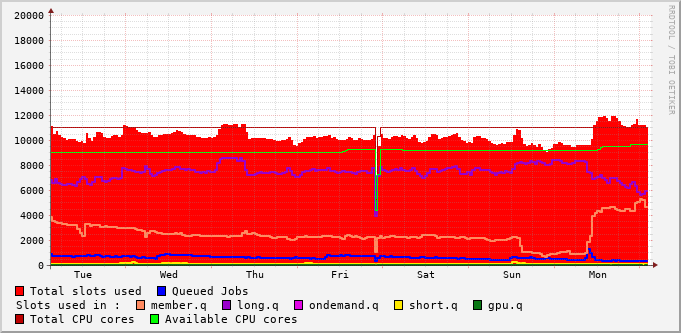 RRDTOOL / TOBI OETIKER
20000
18000
16000
14000
12000
10000
8000
6000
4000
2000
0
Tue Wed Thu Fri Sat Sun Mon
Total slots used Queued Jobs
Slots used in : member.q long.q ondemand.q short.q gpu.q
Total CPU cores Available CPU cores